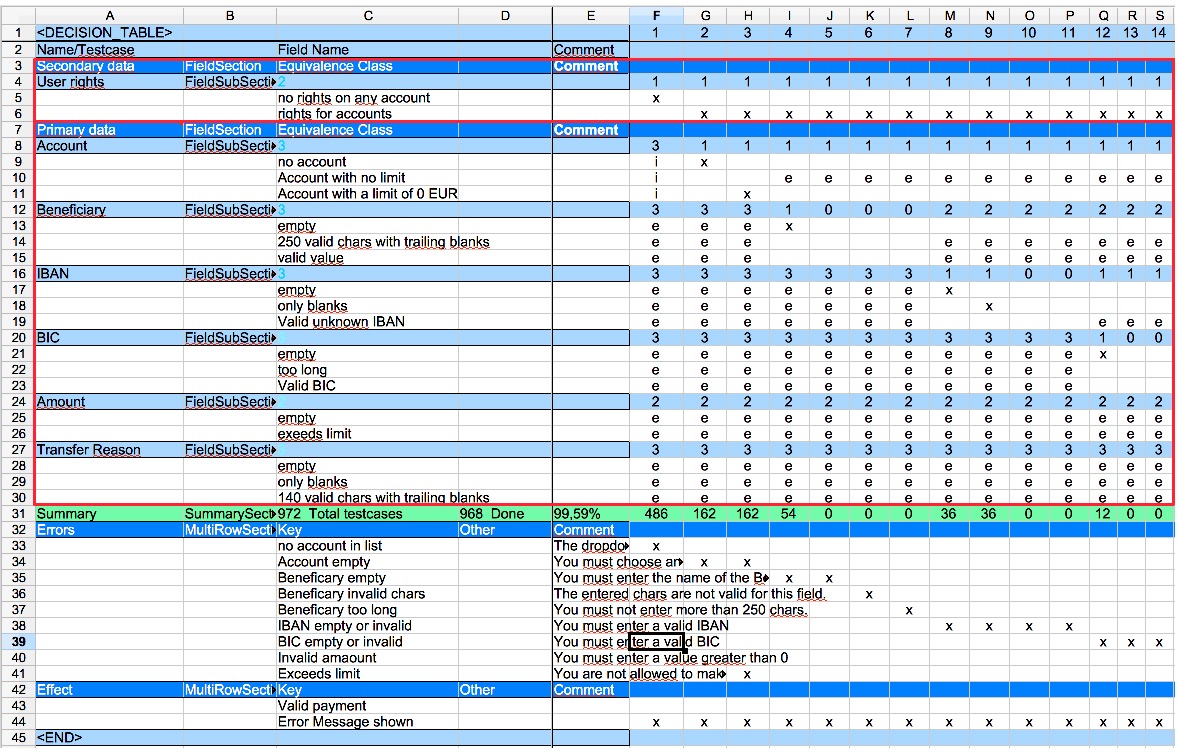 A B C D E F G H I J K L M N O P Q R S
1 <DECISION_TABLE> 1 2 3 4 5 6 7 8 9 10 11 12 13 14
2 Name/Testcase Field Name Comment
3 Secondary data FieldSection Equivalence Class Comment
4 User rights FieldSubSecti 2 1 1 1 1 1 1 1 1 1 1 1 1 1 1
5 no rights on any account x
6 rights for accounts x x x x x x x x x x x x x
7 Primary data FieldSection Equivalence Class Comment
8 Account FieldSubSecti 3 3 1 1 1 1 1 1 1 1 1 1 1 1 1
9 no account i x
10 Account with no limit i e e e e e e e e e e e
11 Account with a limit of 0 EUR i x
12 Beneficiary FieldSubSecti 3 3 3 3 1 0 0 0 2 2 2 2 2 2 2
13 empty e e e x
14 250 valid chars with trailing blanks e e e e e e e e e e
15 valid value e e e e e e e e e e
16 IBAN FieldSubSecti 3 3 3 3 3 3 3 3 1 1 0 0 1 1 1
17 empty e e e e e e e x
18 only blanks e e e e e e e x
19 Valid unknown IBAN e e e e e e e e e e
20 BIC FieldSubSecti 3 3 3 3 3 3 3 3 3 3 3 1 0 0
21 empty e e e e e e e e e e e x
22 too long e e e e e e e e e e e
23 Valid BIC e e e e e e e e e e e
24 Amount FieldSubSecti 2 2 2 2 2 2 2 2 2 2 2 2 2 2
25 empty e e e e e e e e e e e e e e
26 exeeds limit e e e e e e e e e e e e e e
27 Transfer Reason FieldSubSecti 3 3 3 3 3 3 3 3 3 3 3 3 3 3
28 empty e e e e e e e e e e e e e e
29 only blanks e e e e e e e e e e e e e e
30 140 valid chars with trailing blanks e e e e e e e e e e e e e e
31 Summary SummarySect 972 Total testcases 968 Done 99,59% 486 162 162 54 0 0 0 36 36 0 0 12 0 0
32 Errors MultiRowSecti Key Other Comment
33 no account in list The dropdo x
34 Account empty You must choose an x x
35 Beneficary empty You must enter the name of the Be x x
36 Beneficary invalid chars The entered chars are not valid for this field. x
37 Beneficary too long You must not enter more than 250 chars. x
38 IBAN empty or invalid You must enter a valid IBAN x x x x
39 BIC empty or invalid You must enter a valid BIC x x x
40 Invalid amaount You must enter a value greater than 0
41 Exceeds limit You are not allowed to mak x
42 Effect MultiRowSecti Key Other Comment
43 Valid payment
44 Error Message shown x x x x x x x x x x x x x x
45 <END>